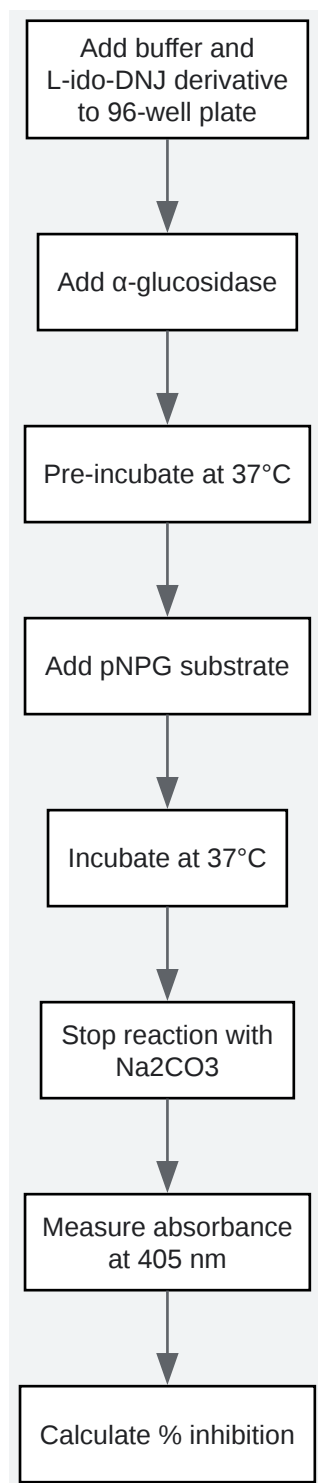 Add buffer and
L-ido-DNJ derivative
to 96-well plate
Add α-glucosidase
Pre-incubate at 37°C
Add pNPG substrate
Incubate at 37°C
Stop reaction with
Na2CO3
Measure absorbance
at 405 nm
Calculate % inhibition